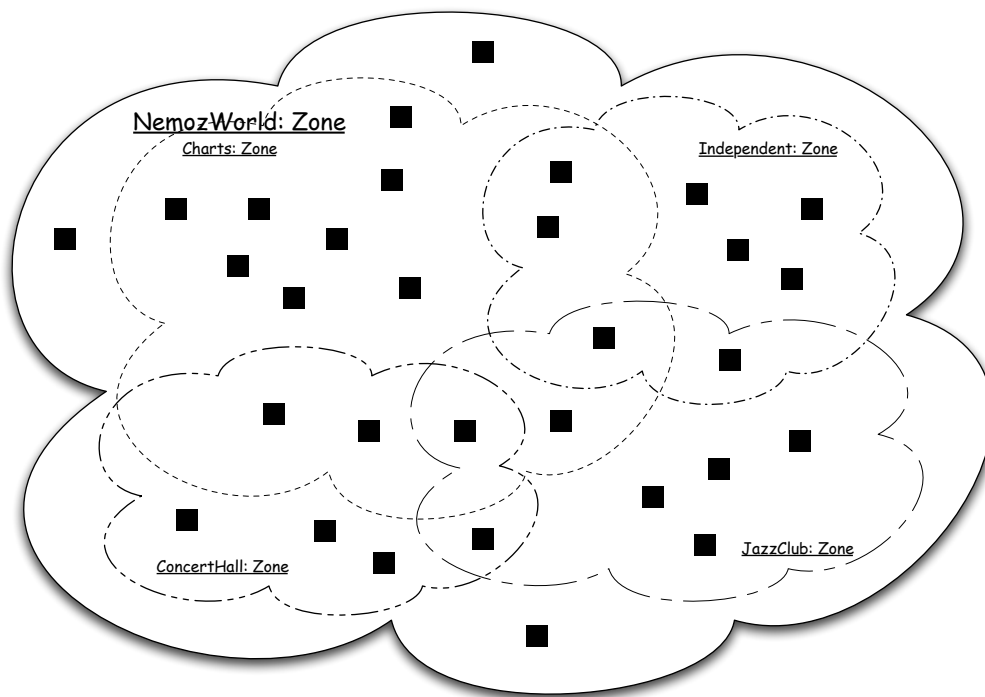 NemozWorld: Zone
Charts: Zone
Independent: Zone
ConcertHall: Zone
JazzClub: Zone